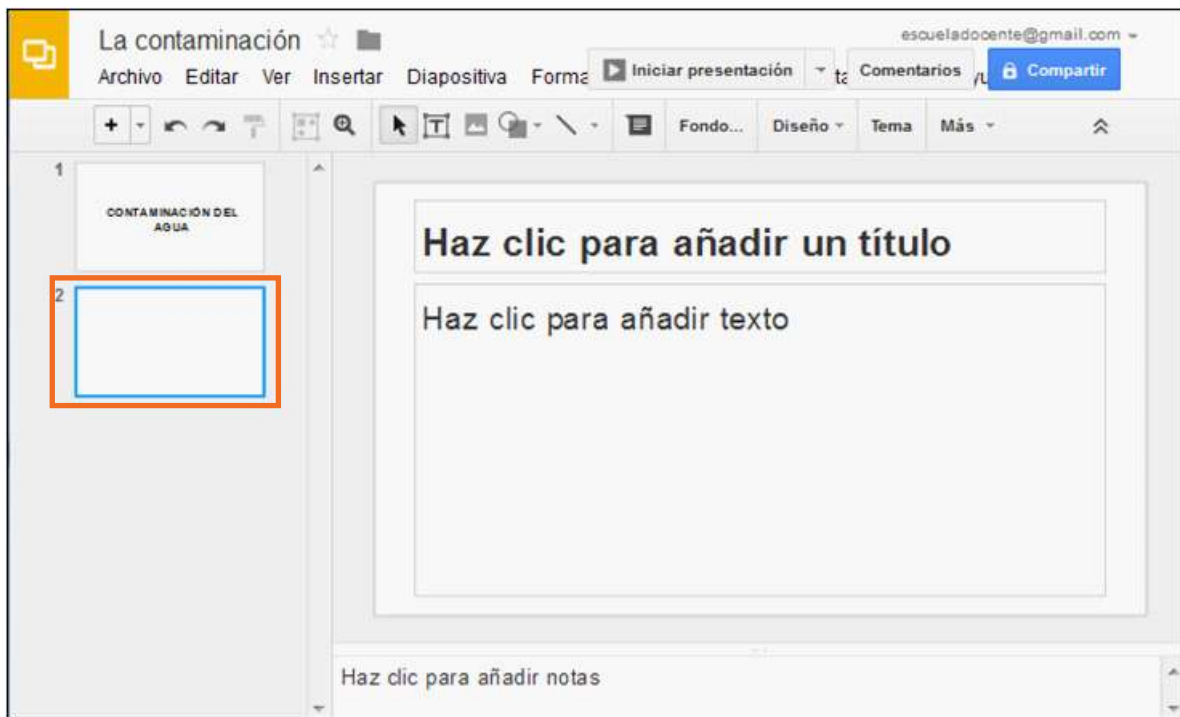 La contaminación
escueladocente@gmail.com
Archivo Editar Ver Insertar Diapositiva Forma
Iniciar presentación
Comentarios
Compartir
Fondo... Diseño Tema Más
1
CONTAMINACIÓN DEL
AGUA
2
Haz clic para añadir un título
Haz clic para añadir texto
Haz clic para añadir notas